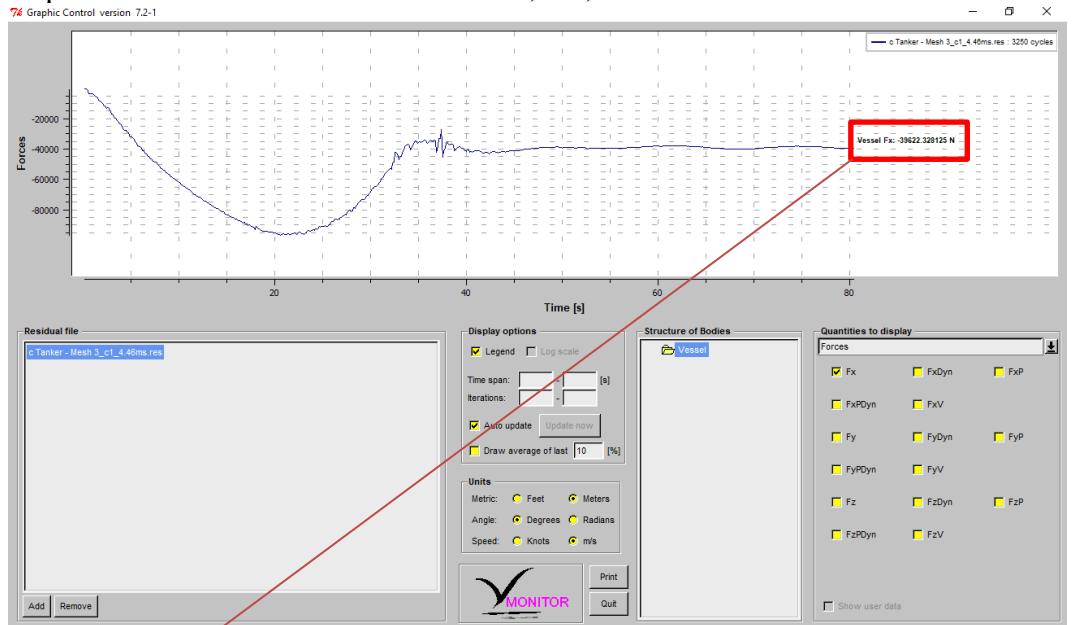 Graphic Control version 7.2-1
c Tanker - Mesh 3_c1_4.46ms.res : 3250 cycles
Forces
-20000
-40000
-60000
-80000
Vessel Fx: -39622.328125 N
20
40
60
80
Time [s]
Residual file
c Tanker - Mesh 3_c1_4.46ms.res
Add
Remove
Display options
Legend
Log scale
Time span:
-
[s]
Iterations:
-
Auto update
Update now
Draw average of last
10
[%]
Units
Metric:
Feet
Meters
Angle:
Degrees
Radians
Speed:
Knots
m/s
MONITOR
Print
Quit
Structure of Bodies
Vessel
Quantities to display
Forces
Fx
FxDyn
FxP
FxPDyn
FxV
Fy
FyDyn
FyP
FyPDyn
FyV
Fz
FzDyn
FzP
FzPDyn
FzV
Show user data